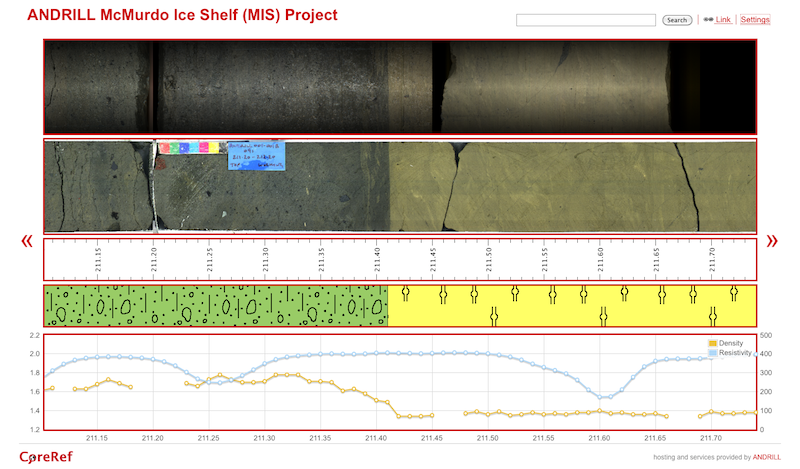 ANDRILL McMurdo Ice Shelf (MIS) Project
Search
Link
Settings
«
»
211.15 211.20 211.25 211.30 211.35 211.40 211.45 211.50 211.55 211.60 211.65 211.70
2.2 500
2.0 400
1.8 300
1.6 200
1.4 100
1.2 0
Density
Resistivity
211.15 211.20 211.25 211.30 211.35 211.40 211.45 211.50 211.55 211.60 211.65 211.70
CoreRef
hosting and services provided by ANDRILL